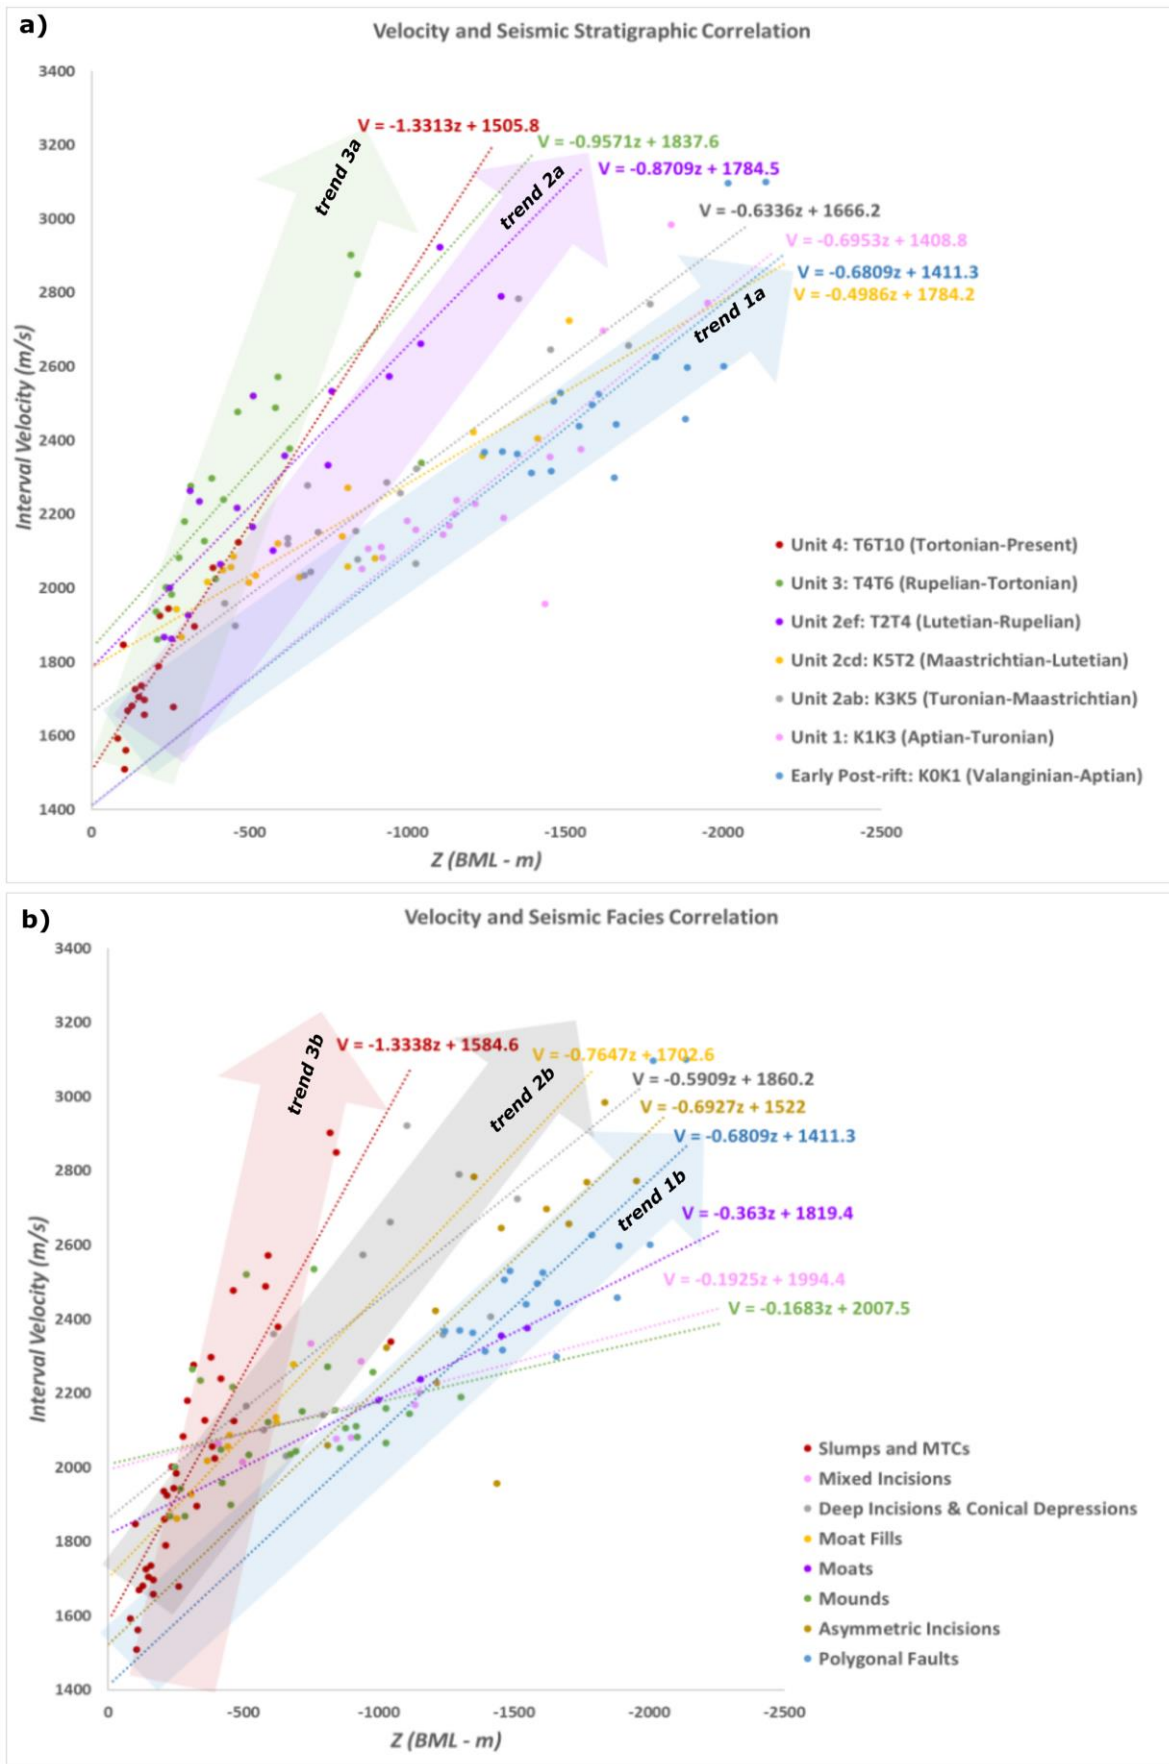 a)
Velocity and Seismic Stratigraphic Correlation
3400
3200
3000
2800
2600
2400
2200
2000
1800
1600
1400
Interval Velocity (m/s)
0 -500 -1000 -1500 -2000 -2500
Z (BML - m)
trend 3a
trend 2a
trend 1a
V = -1.3313z + 1505.8
V = -0.9571z + 1837.6
V = -0.8709z + 1784.5
V = -0.6336z + 1666.2
V = -0.6953z + 1408.8
V = -0.6809z + 1411.3
V = -0.4986z + 1784.2
Unit 4: T6T10 (Tortonian-Present)
Unit 3: T4T6 (Rupelian-Tortonian)
Unit 2ef: T2T4 (Lutetian-Rupelian)
Unit 2cd: K5T2 (Maastrichtian-Lutetian)
Unit 2ab: K3K5 (Turonian-Maastrichtian)
Unit 1: K1K3 (Aptian-Turonian)
Early Post-rift: K0K1 (Valanginian-Aptian)
b)
Velocity and Seismic Facies Correlation
3400
3200
3000
2800
2600
2400
2200
2000
1800
1600
1400
Interval Velocity (m/s)
0 -500 -1000 -1500 -2000 -2500
Z (BML - m)
trend 3b
trend 2b
trend 1b
V = -1.3338z + 1584.6
V = -0.7647z + 1702.6
V = -0.5909z + 1860.2
V = -0.6927z + 1522
V = -0.6809z + 1411.3
V = -0.363z + 1819.4
V = -0.1925z + 1994.4
V = -0.1683z + 2007.5
Slumps and MTCs
Mixed Incisions
Deep Incisions & Conical Depressions
Moat Fills
Moats
Mounds
Asymmetric Incisions
Polygonal Faults